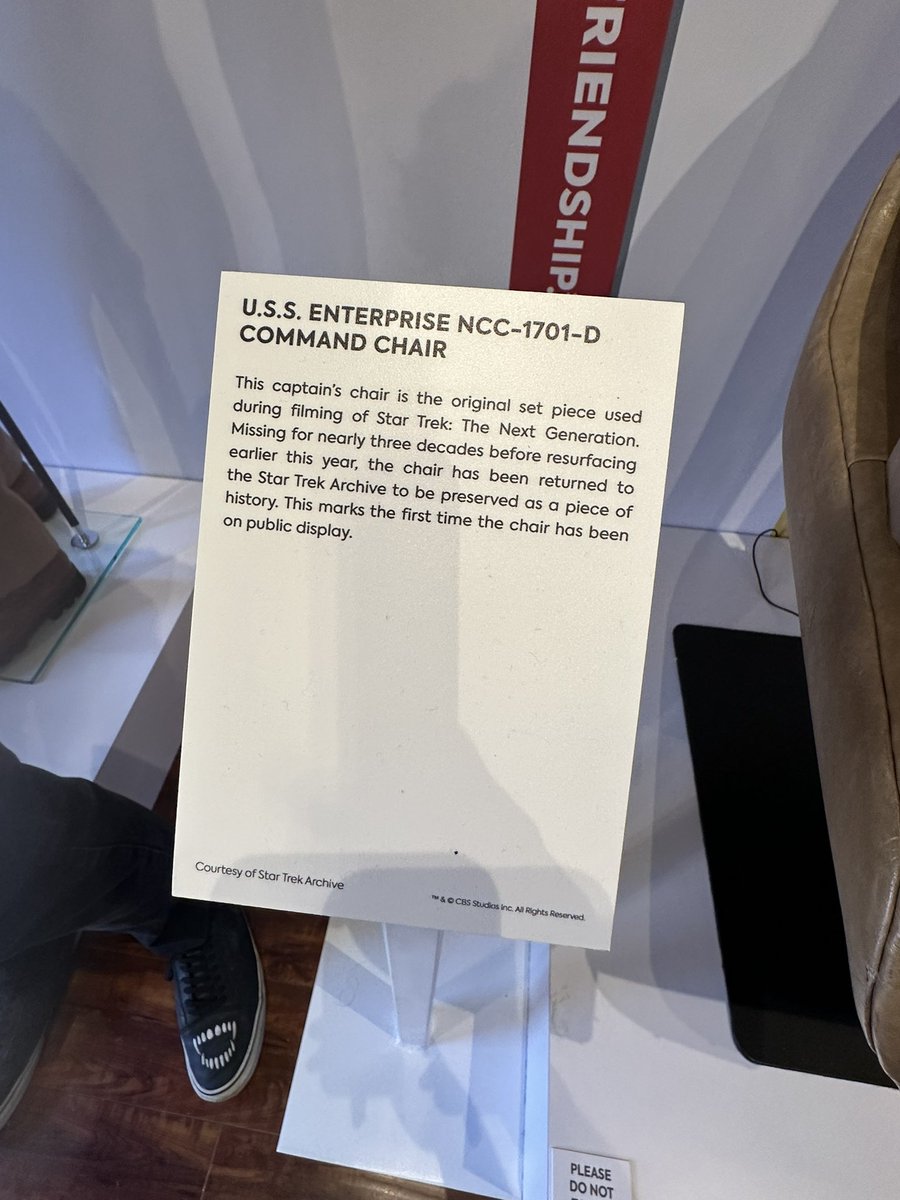 RIENDSHIP.
U.S.S. ENTERPRISE NCC-1701-D
COMMAND CHAIR
This captain's chair is the original set piece used
during filming of Star Trek: The Next Generation.
Missing for nearly three decades before resurfacing
earlier this year, the chair has been returned to
the Star Trek Archive to be preserved as a piece of
history. This marks the first time the chair has been
on public display.
Courtesy of Star Trek Archive
™ & © CBS Studios Inc. All Rights Reserved.
PLEASE
DO NOT